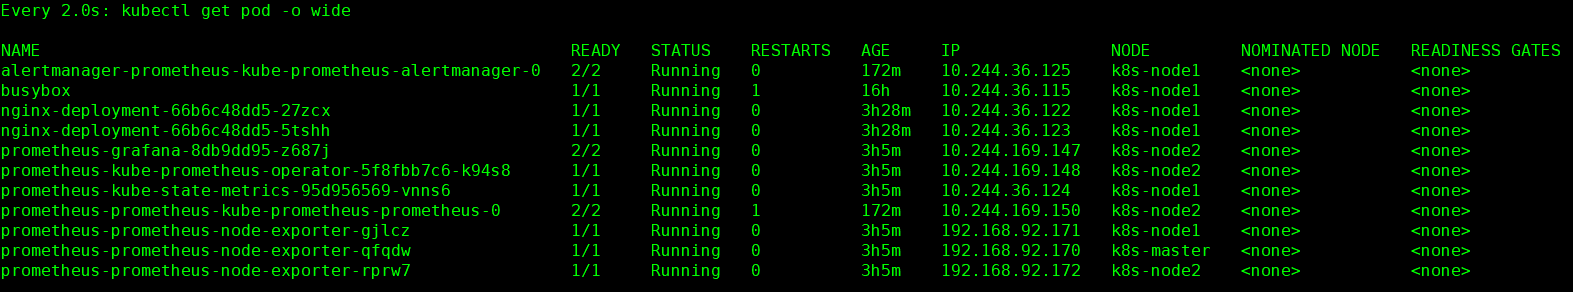 Every 2.0s: kubectl get pod -o wide
NAME READY STATUS RESTARTS AGE IP NODE NOMINATED NODE READINESS GATES
alertmanager-prometheus-kube-prometheus-alertmanager-0 2/2 Running 0 172m 10.244.36.125 k8s-node1 <none> <none>
busybox 1/1 Running 1 16h 10.244.36.115 k8s-node1 <none> <none>
nginx-deployment-66b6c48dd5-27zcx 1/1 Running 0 3h28m 10.244.36.122 k8s-node1 <none> <none>
nginx-deployment-66b6c48dd5-5tshh 1/1 Running 0 3h28m 10.244.36.123 k8s-node1 <none> <none>
prometheus-grafana-8db9dd95-z687j 2/2 Running 0 3h5m 10.244.169.147 k8s-node2 <none> <none>
prometheus-kube-prometheus-operator-5f8fbb7c6-k94s8 1/1 Running 0 3h5m 10.244.169.148 k8s-node2 <none> <none>
prometheus-kube-state-metrics-95d956569-vnns6 1/1 Running 0 3h5m 10.244.36.124 k8s-node1 <none> <none>
prometheus-prometheus-kube-prometheus-prometheus-0 2/2 Running 1 172m 10.244.169.150 k8s-node2 <none> <none>
prometheus-prometheus-node-exporter-gjlcz 1/1 Running 0 3h5m 192.168.92.171 k8s-node1 <none> <none>
prometheus-prometheus-node-exporter-qfqdw 1/1 Running 0 3h5m 192.168.92.170 k8s-master <none> <none>
prometheus-prometheus-node-exporter-rprw7 1/1 Running 0 3h5m 192.168.92.172 k8s-node2 <none> <none>